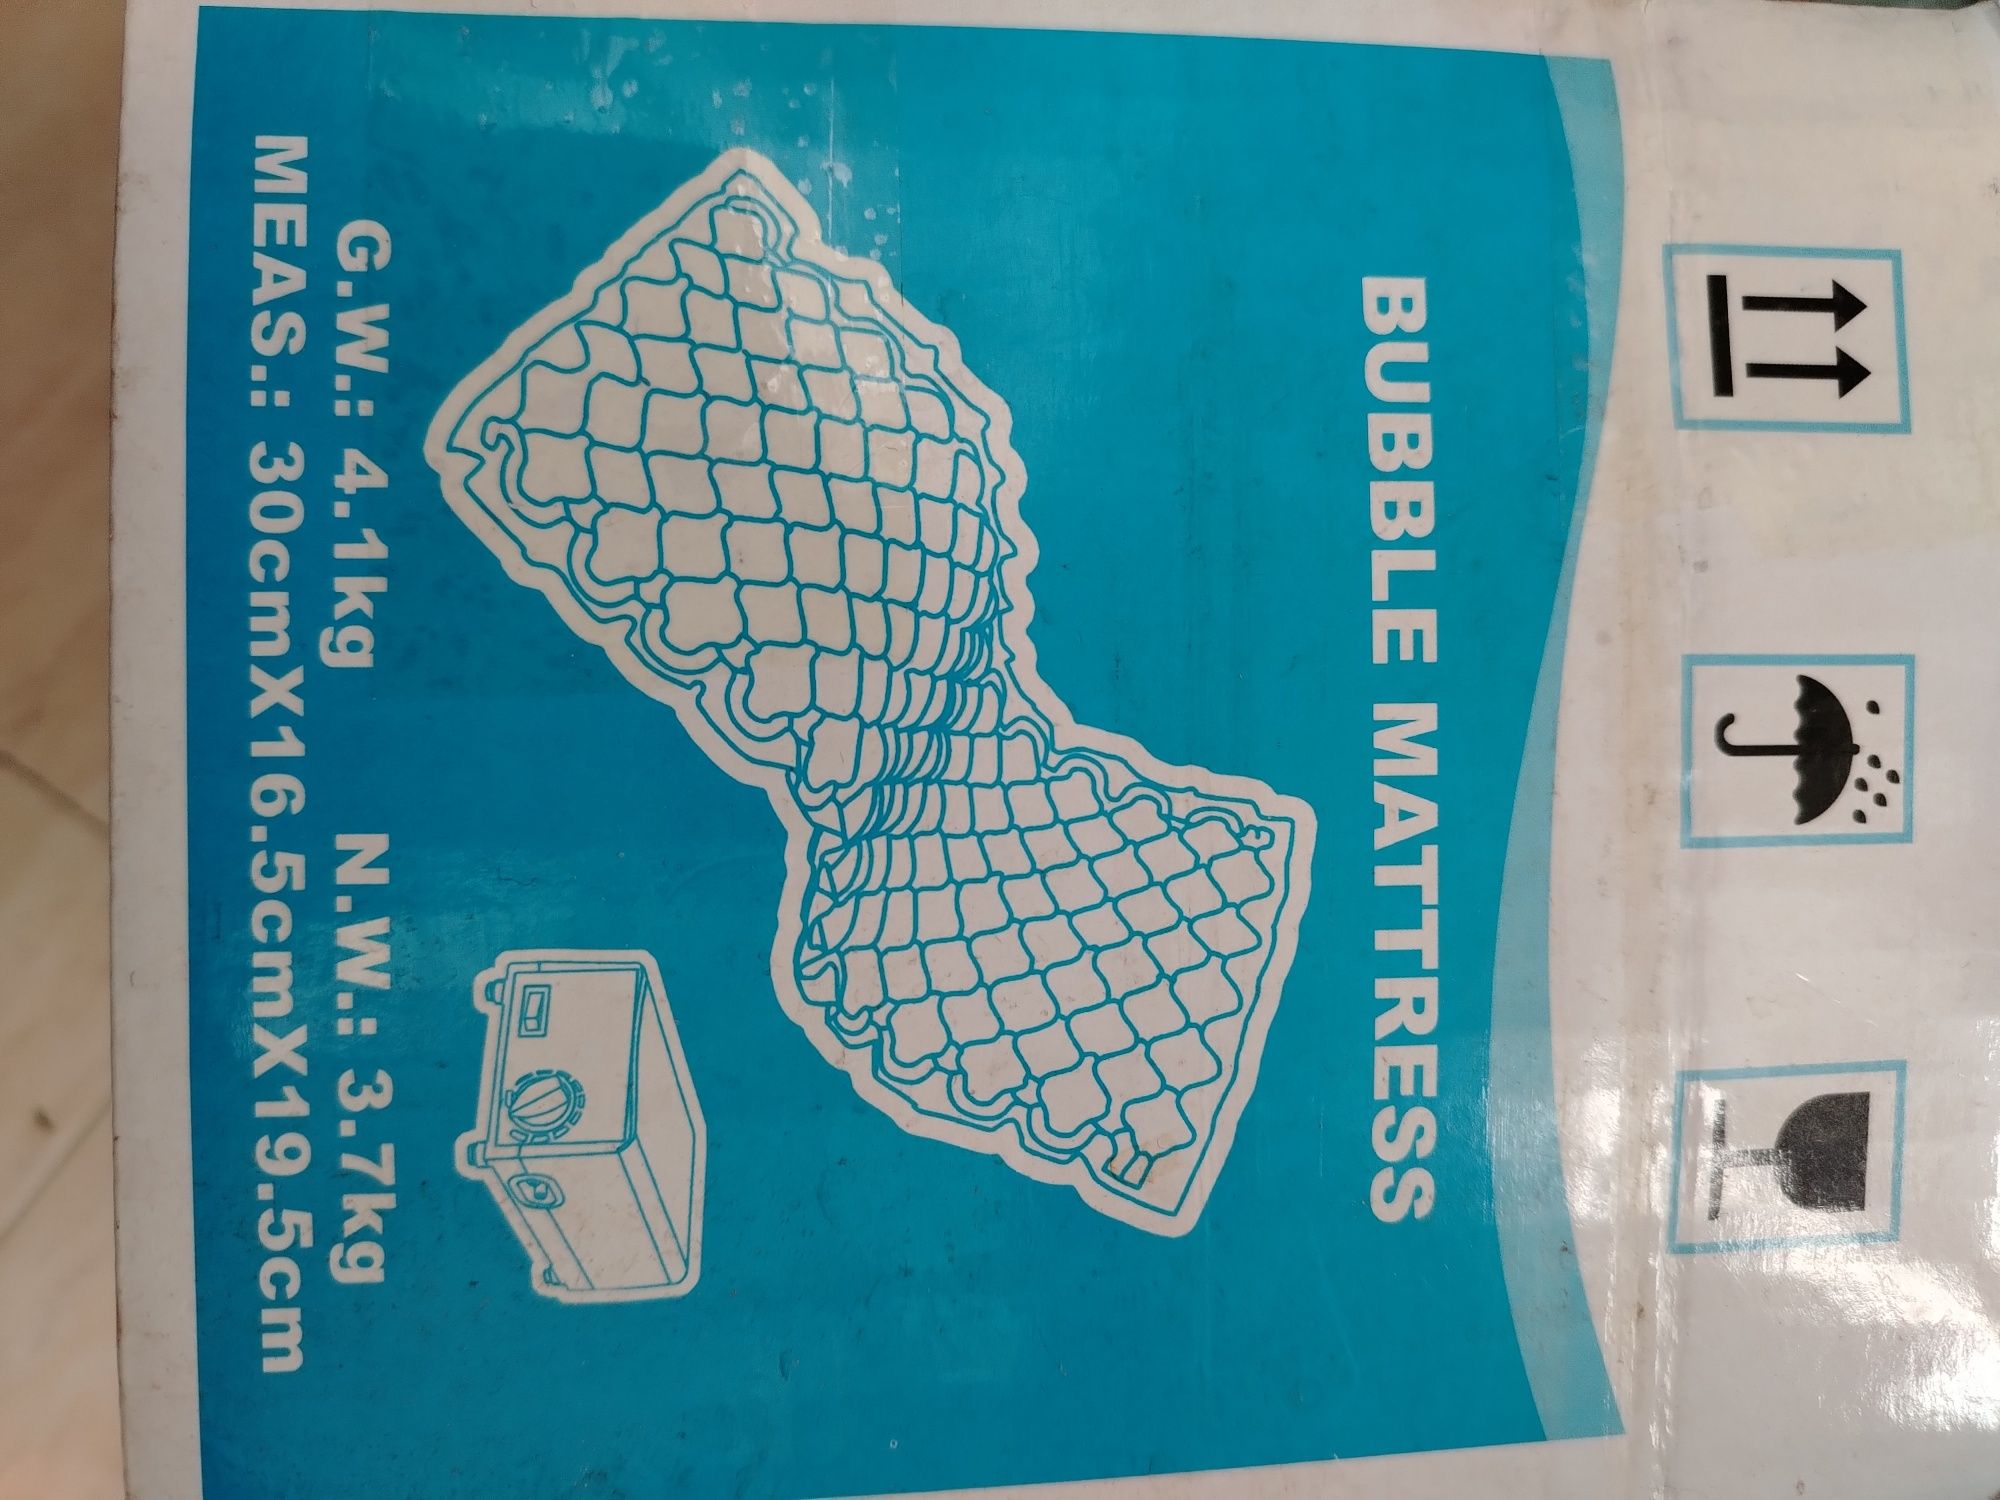 BUBBLE MATTRESS
G.W.: 4.1kg N.W.: 3.7kg
MEAS.: 30cmX16.5cmX19.5cm